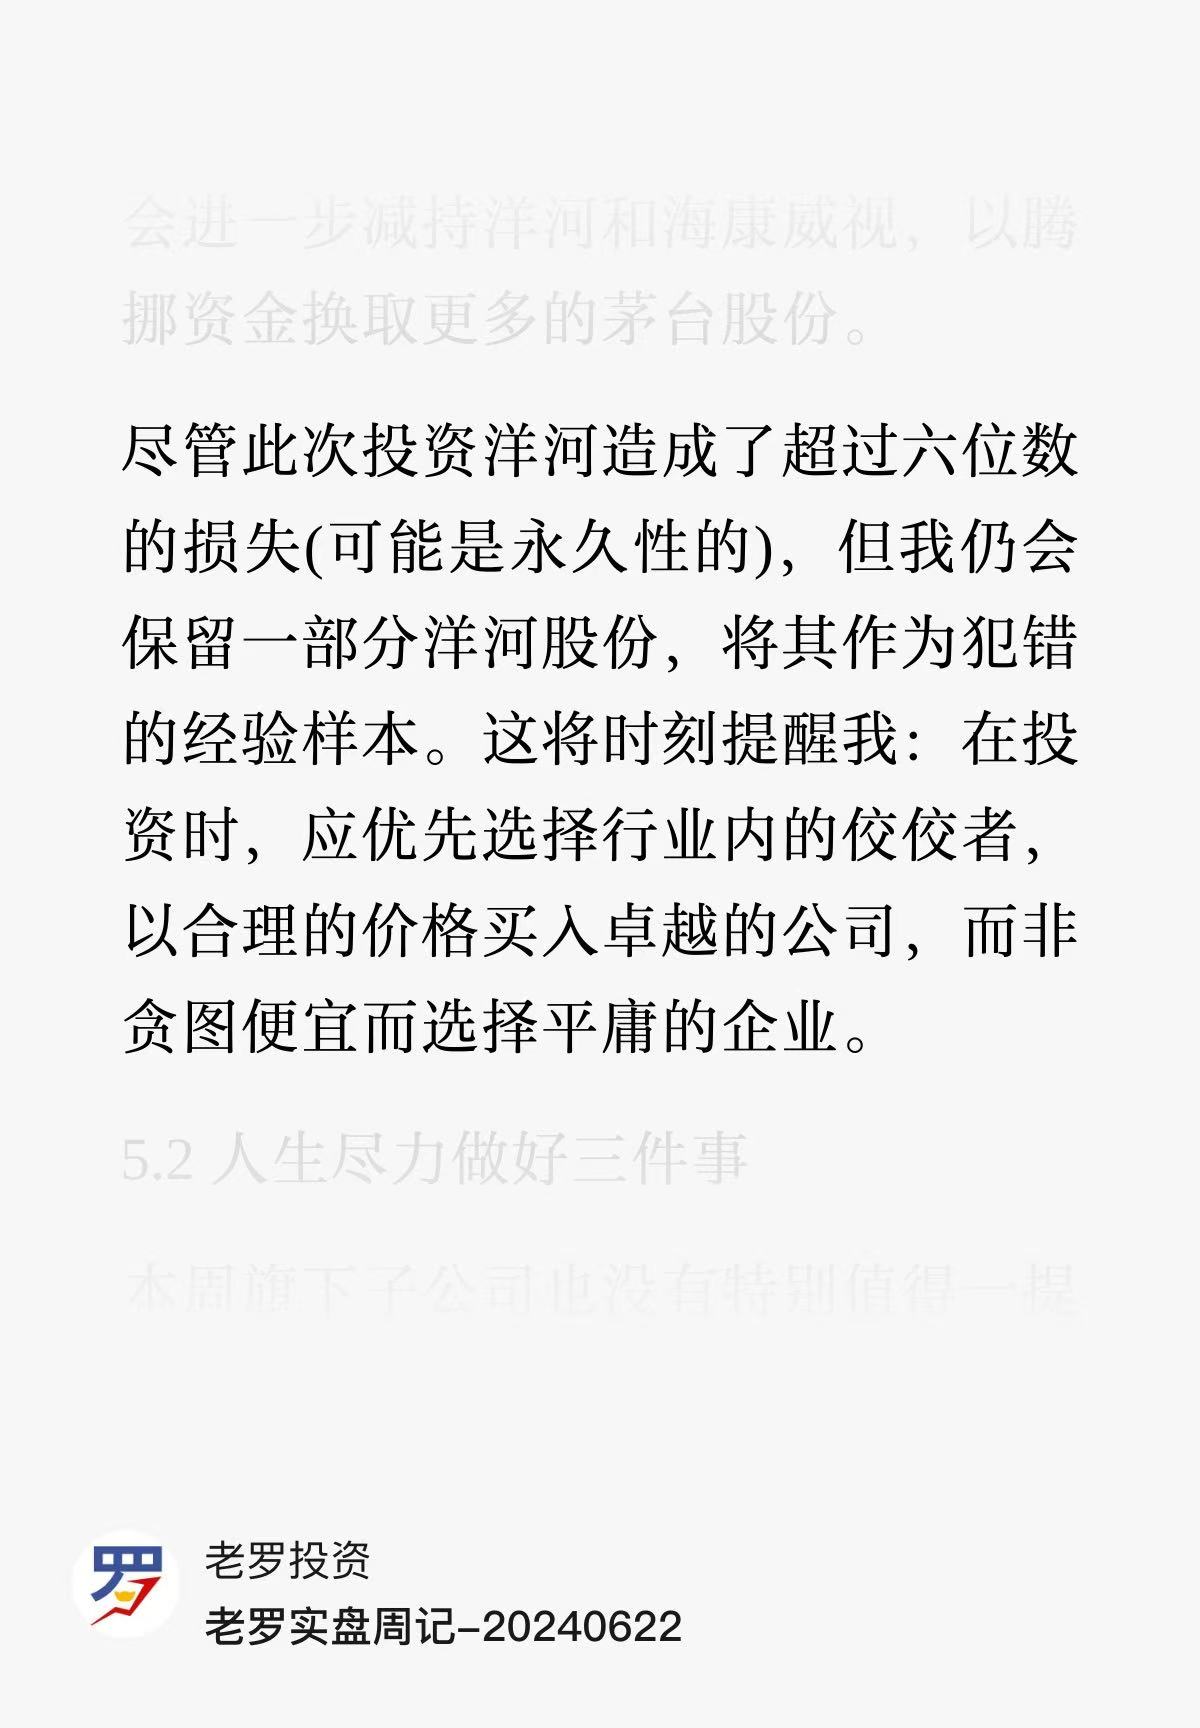 会进一步减持洋河和海康威视，以腾
挪资金换取更多的茅台股份。
尽管此次投资洋河造成了超过六位数
的损失(可能是永久性的)，但我仍会
保留一部分洋河股份，将其作为犯错
的经验样本。这将时刻提醒我：在投
资时，应优先选择行业内的佼佼者，
以合理的价格买入卓越的公司，而非
贪图便宜而选择平庸的企业。
5.2 人生尽力做好三件事
本周旗下子公司也没有特别值得一提
罗
老罗投资
老罗实盘周记–20240622